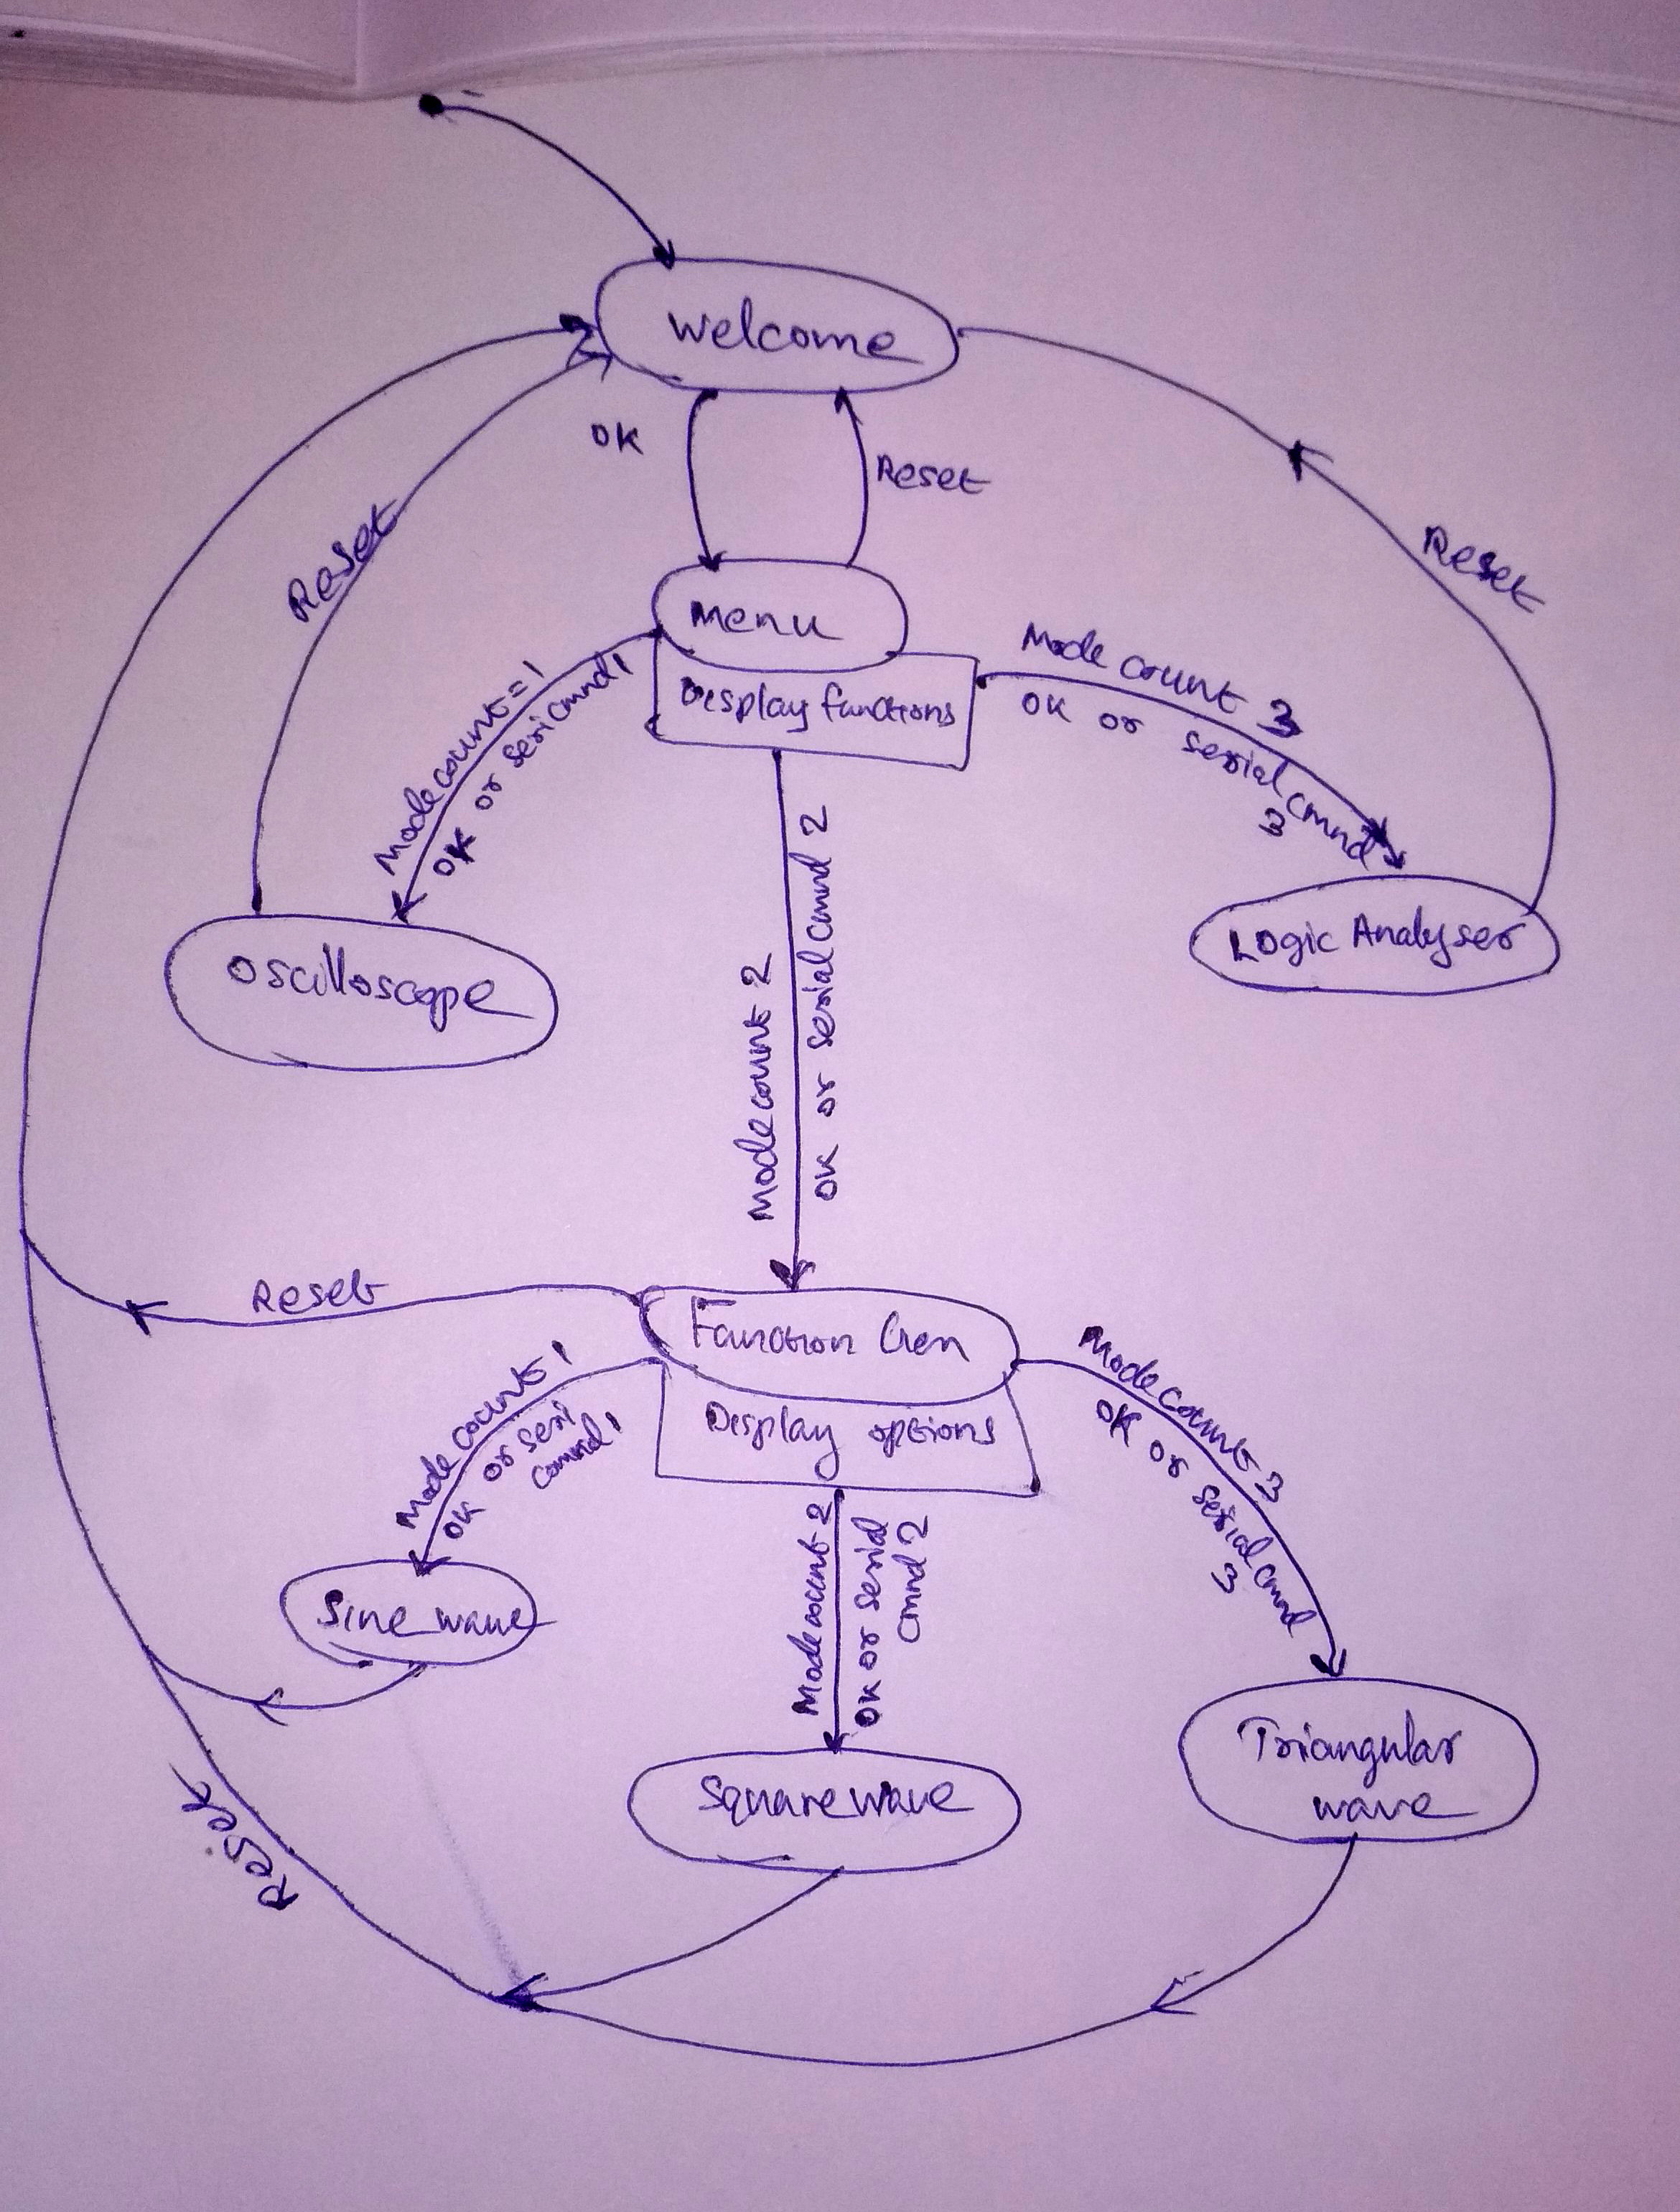 Welcome
OK
Reset
Reset
Reset
Menu
Display functions
Mode count = 1
OK or seri cmnd 1
Mode count 3
OK or serial cmnd
3
Mode count 2
OK or serial cmnd 2
Oscilloscope
Logic Analyser
Reset
Function Gen
Display options
Mode count 1
OK or seri
comnd 1
Mode count 2
OK or serial
cmnd 2
Mode count 3
OK or serial cmnd
3
Sine wave
Square wave
Triangular
wave
Reset